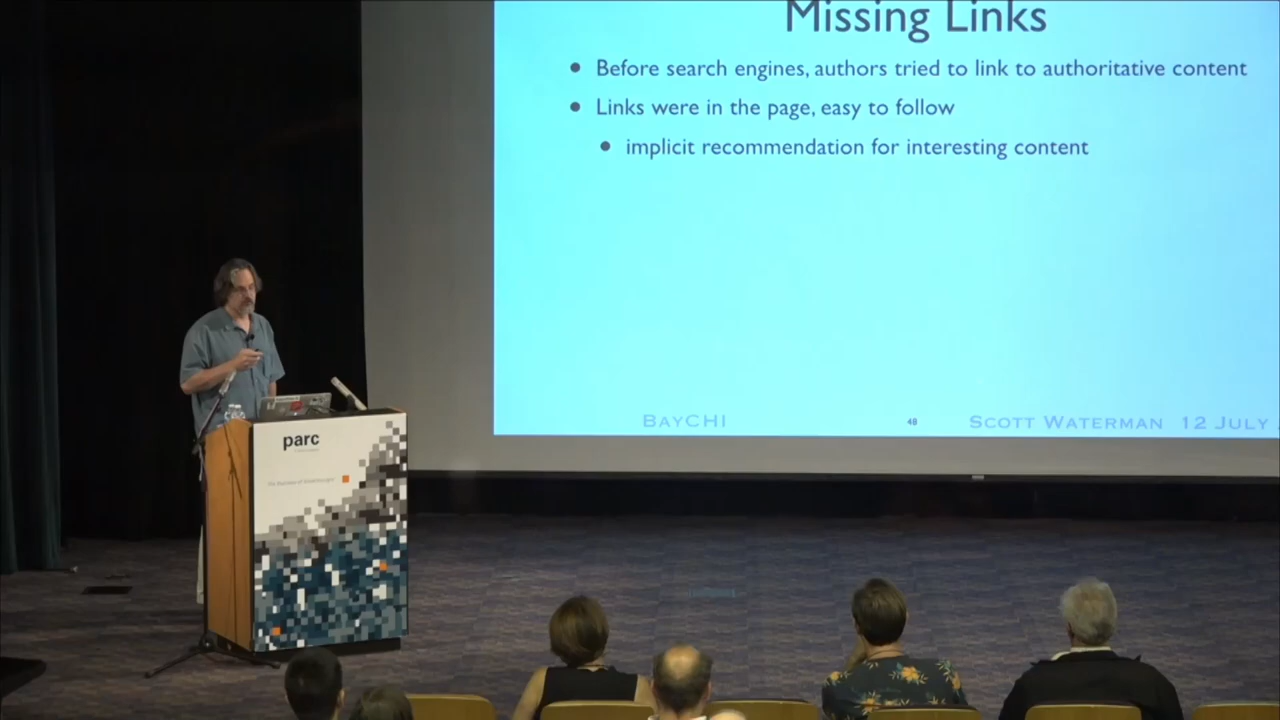 Missing Links
Before search engines, authors tried to link to authoritative content
Links were in the page, easy to follow
implicit recommendation for interesting content
BayCHI
48
Scott Waterman 12 July
parc